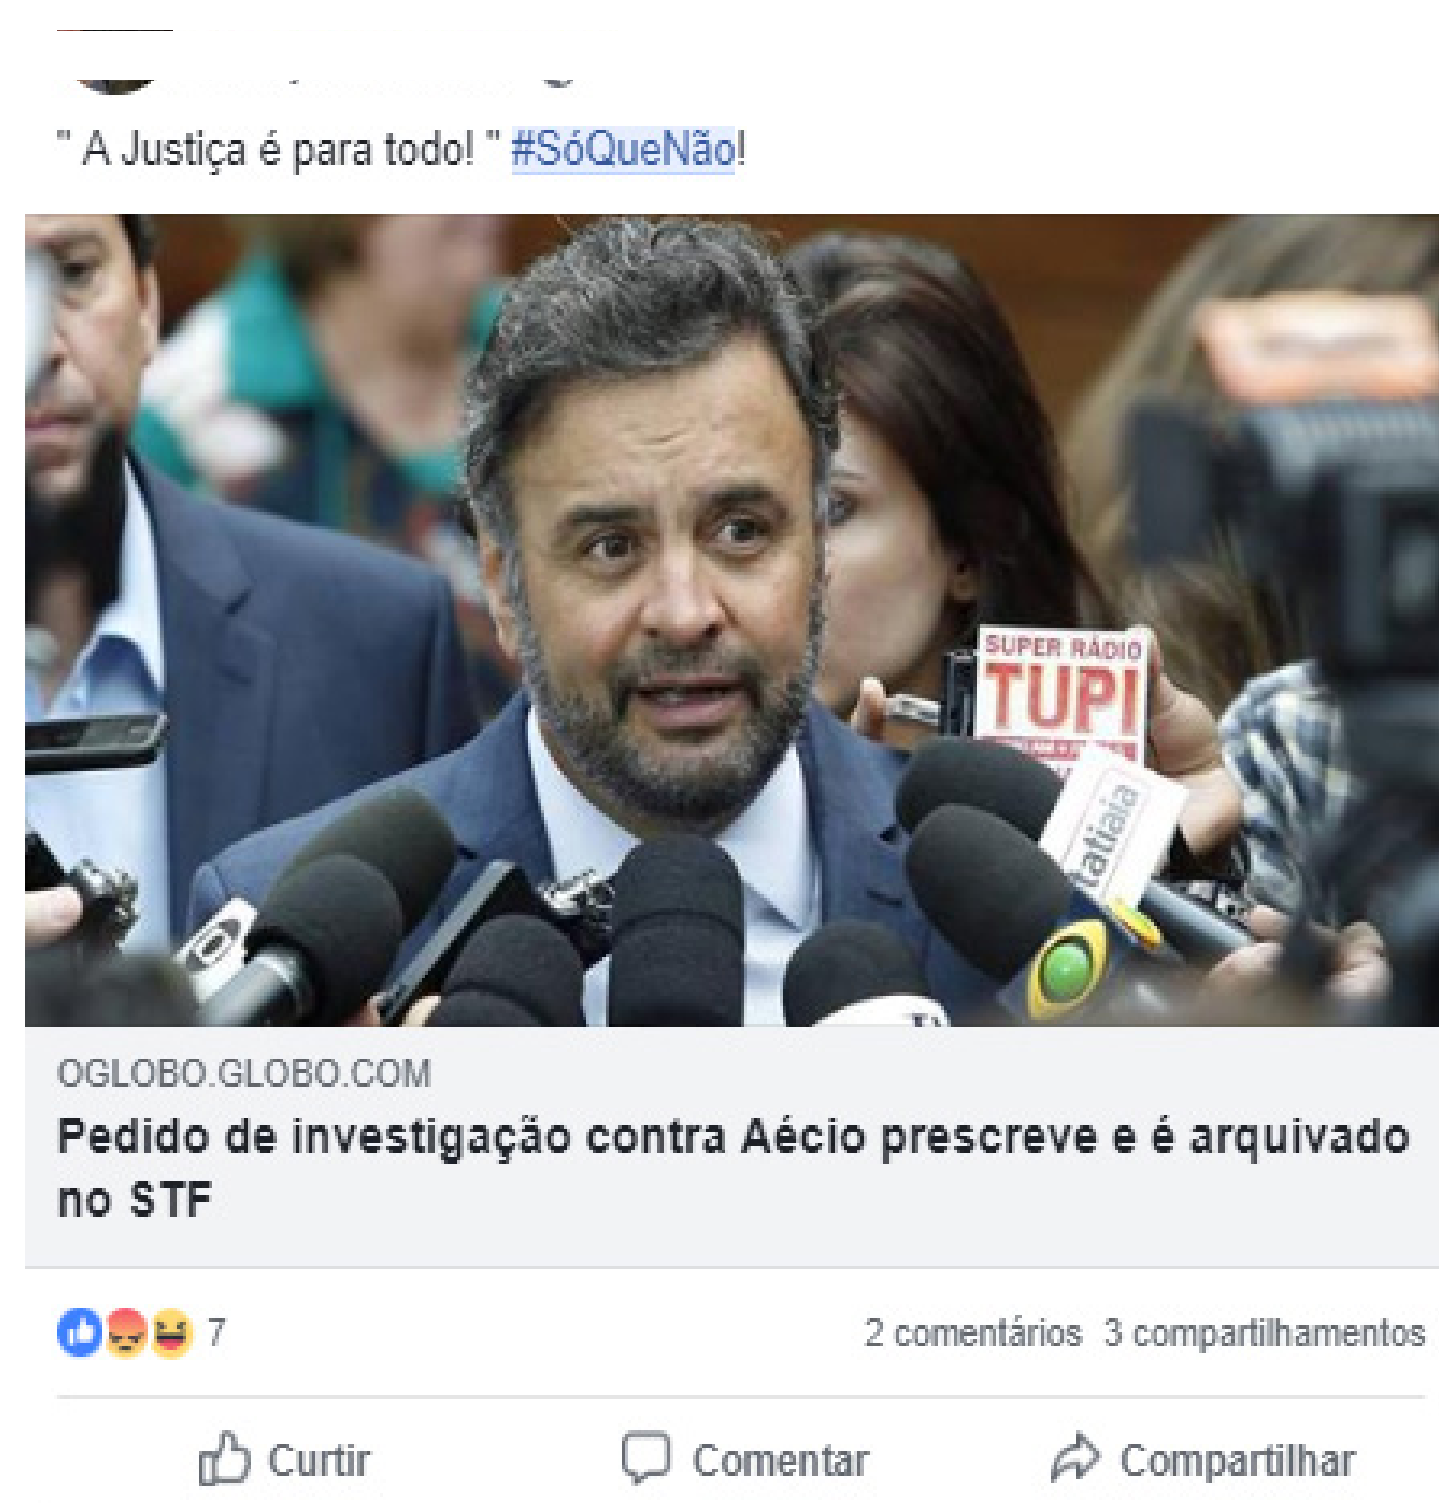 " A Justiça é para todo! " #SóQueNão!
SUPER RÁDIO
TUPI
tatiaia
OGLOBO.GLOBO.COM
Pedido de investigação contra Aécio prescreve e é arquivado
no STF
7 2 comentários 3 compartilhamentos
Curtir Comentar Compartilhar